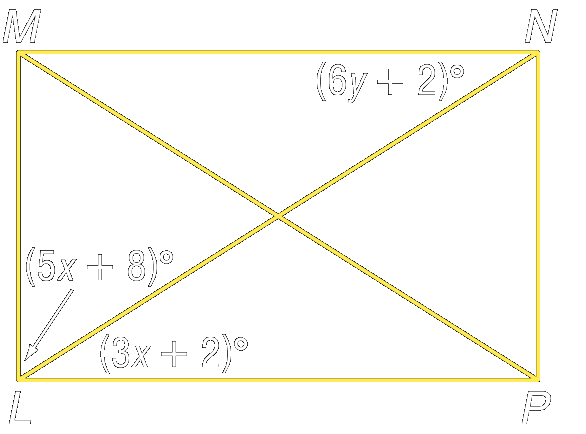 M N
(6y + 2)°
(5x + 8)°
(3x + 2)°
L P